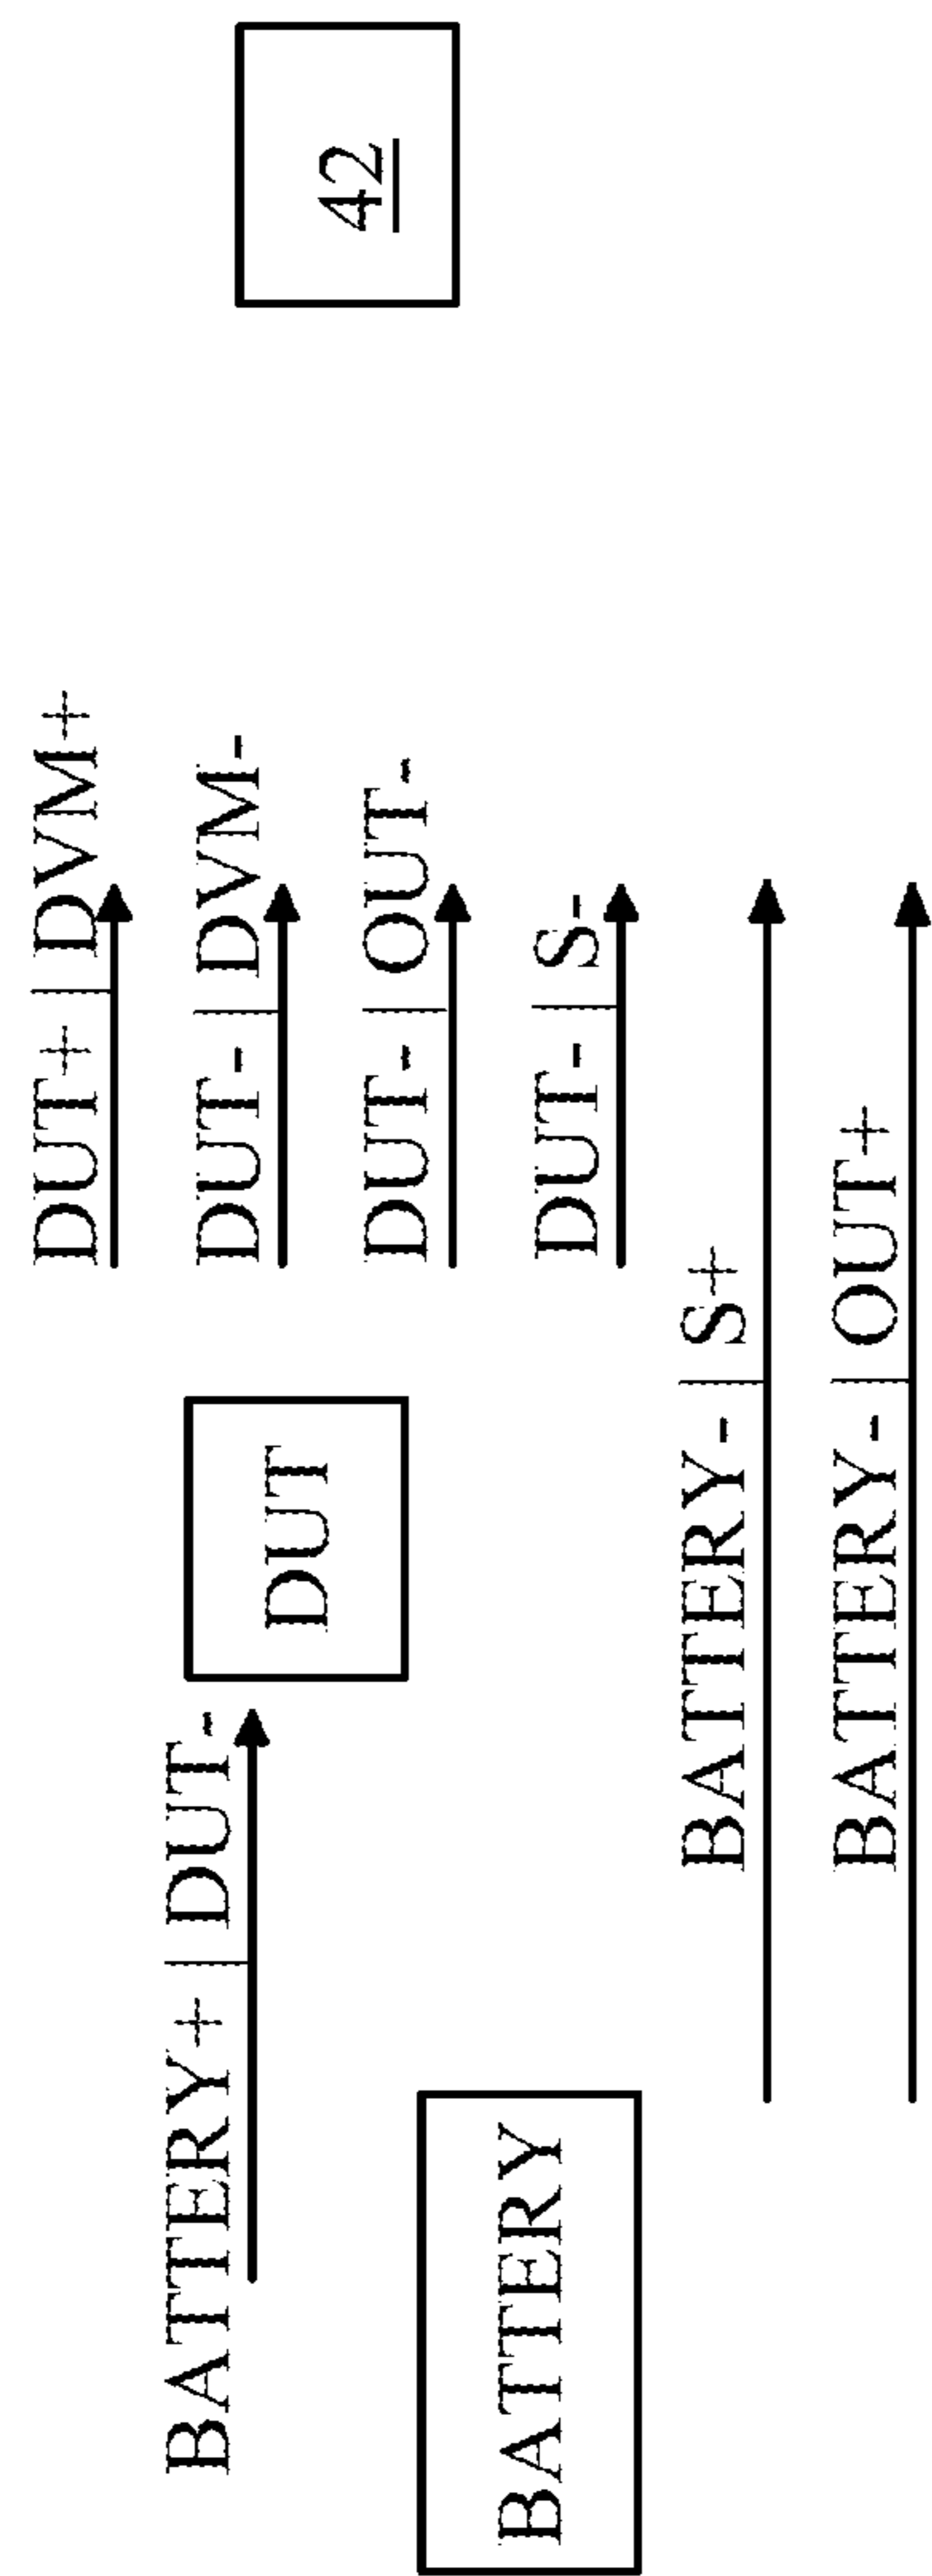 DUT+ | DVM+
BATTERY+ | DUT-
DUT- | DVM-
42
DUT
DUT- | OUT-
DUT- | S-
BATTERY
BATTERY- | S+
BATTERY- | OUT+